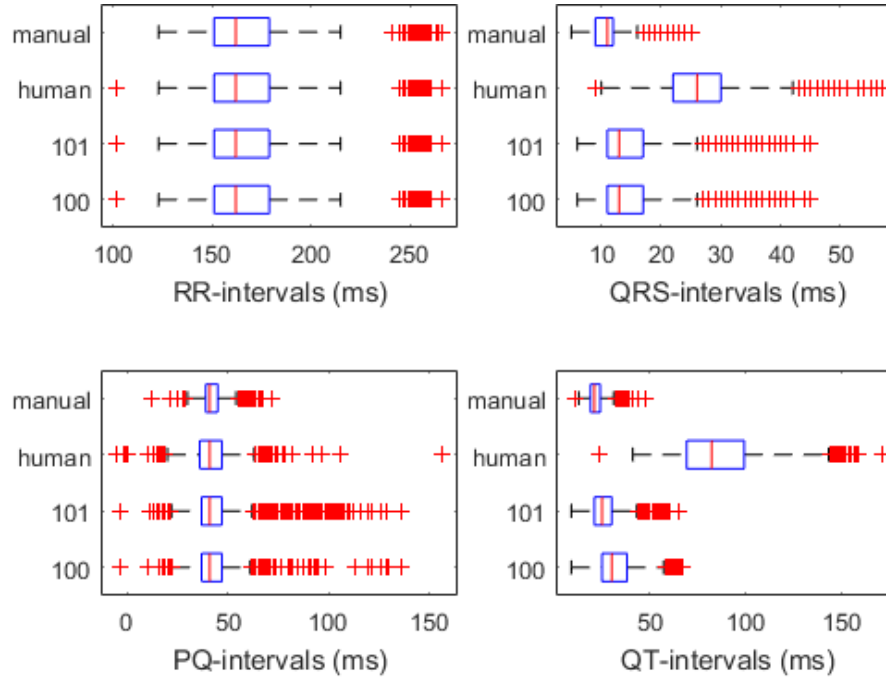 manual
human
101
100
100 150 200 250
RR-intervals (ms)
10 20 30 40 50
QRS-intervals (ms)
manual
human
101
100
manual
human
101
100
0 50 100 150
PQ-intervals (ms)
manual
human
101
100
50 100 150
QT-intervals (ms)